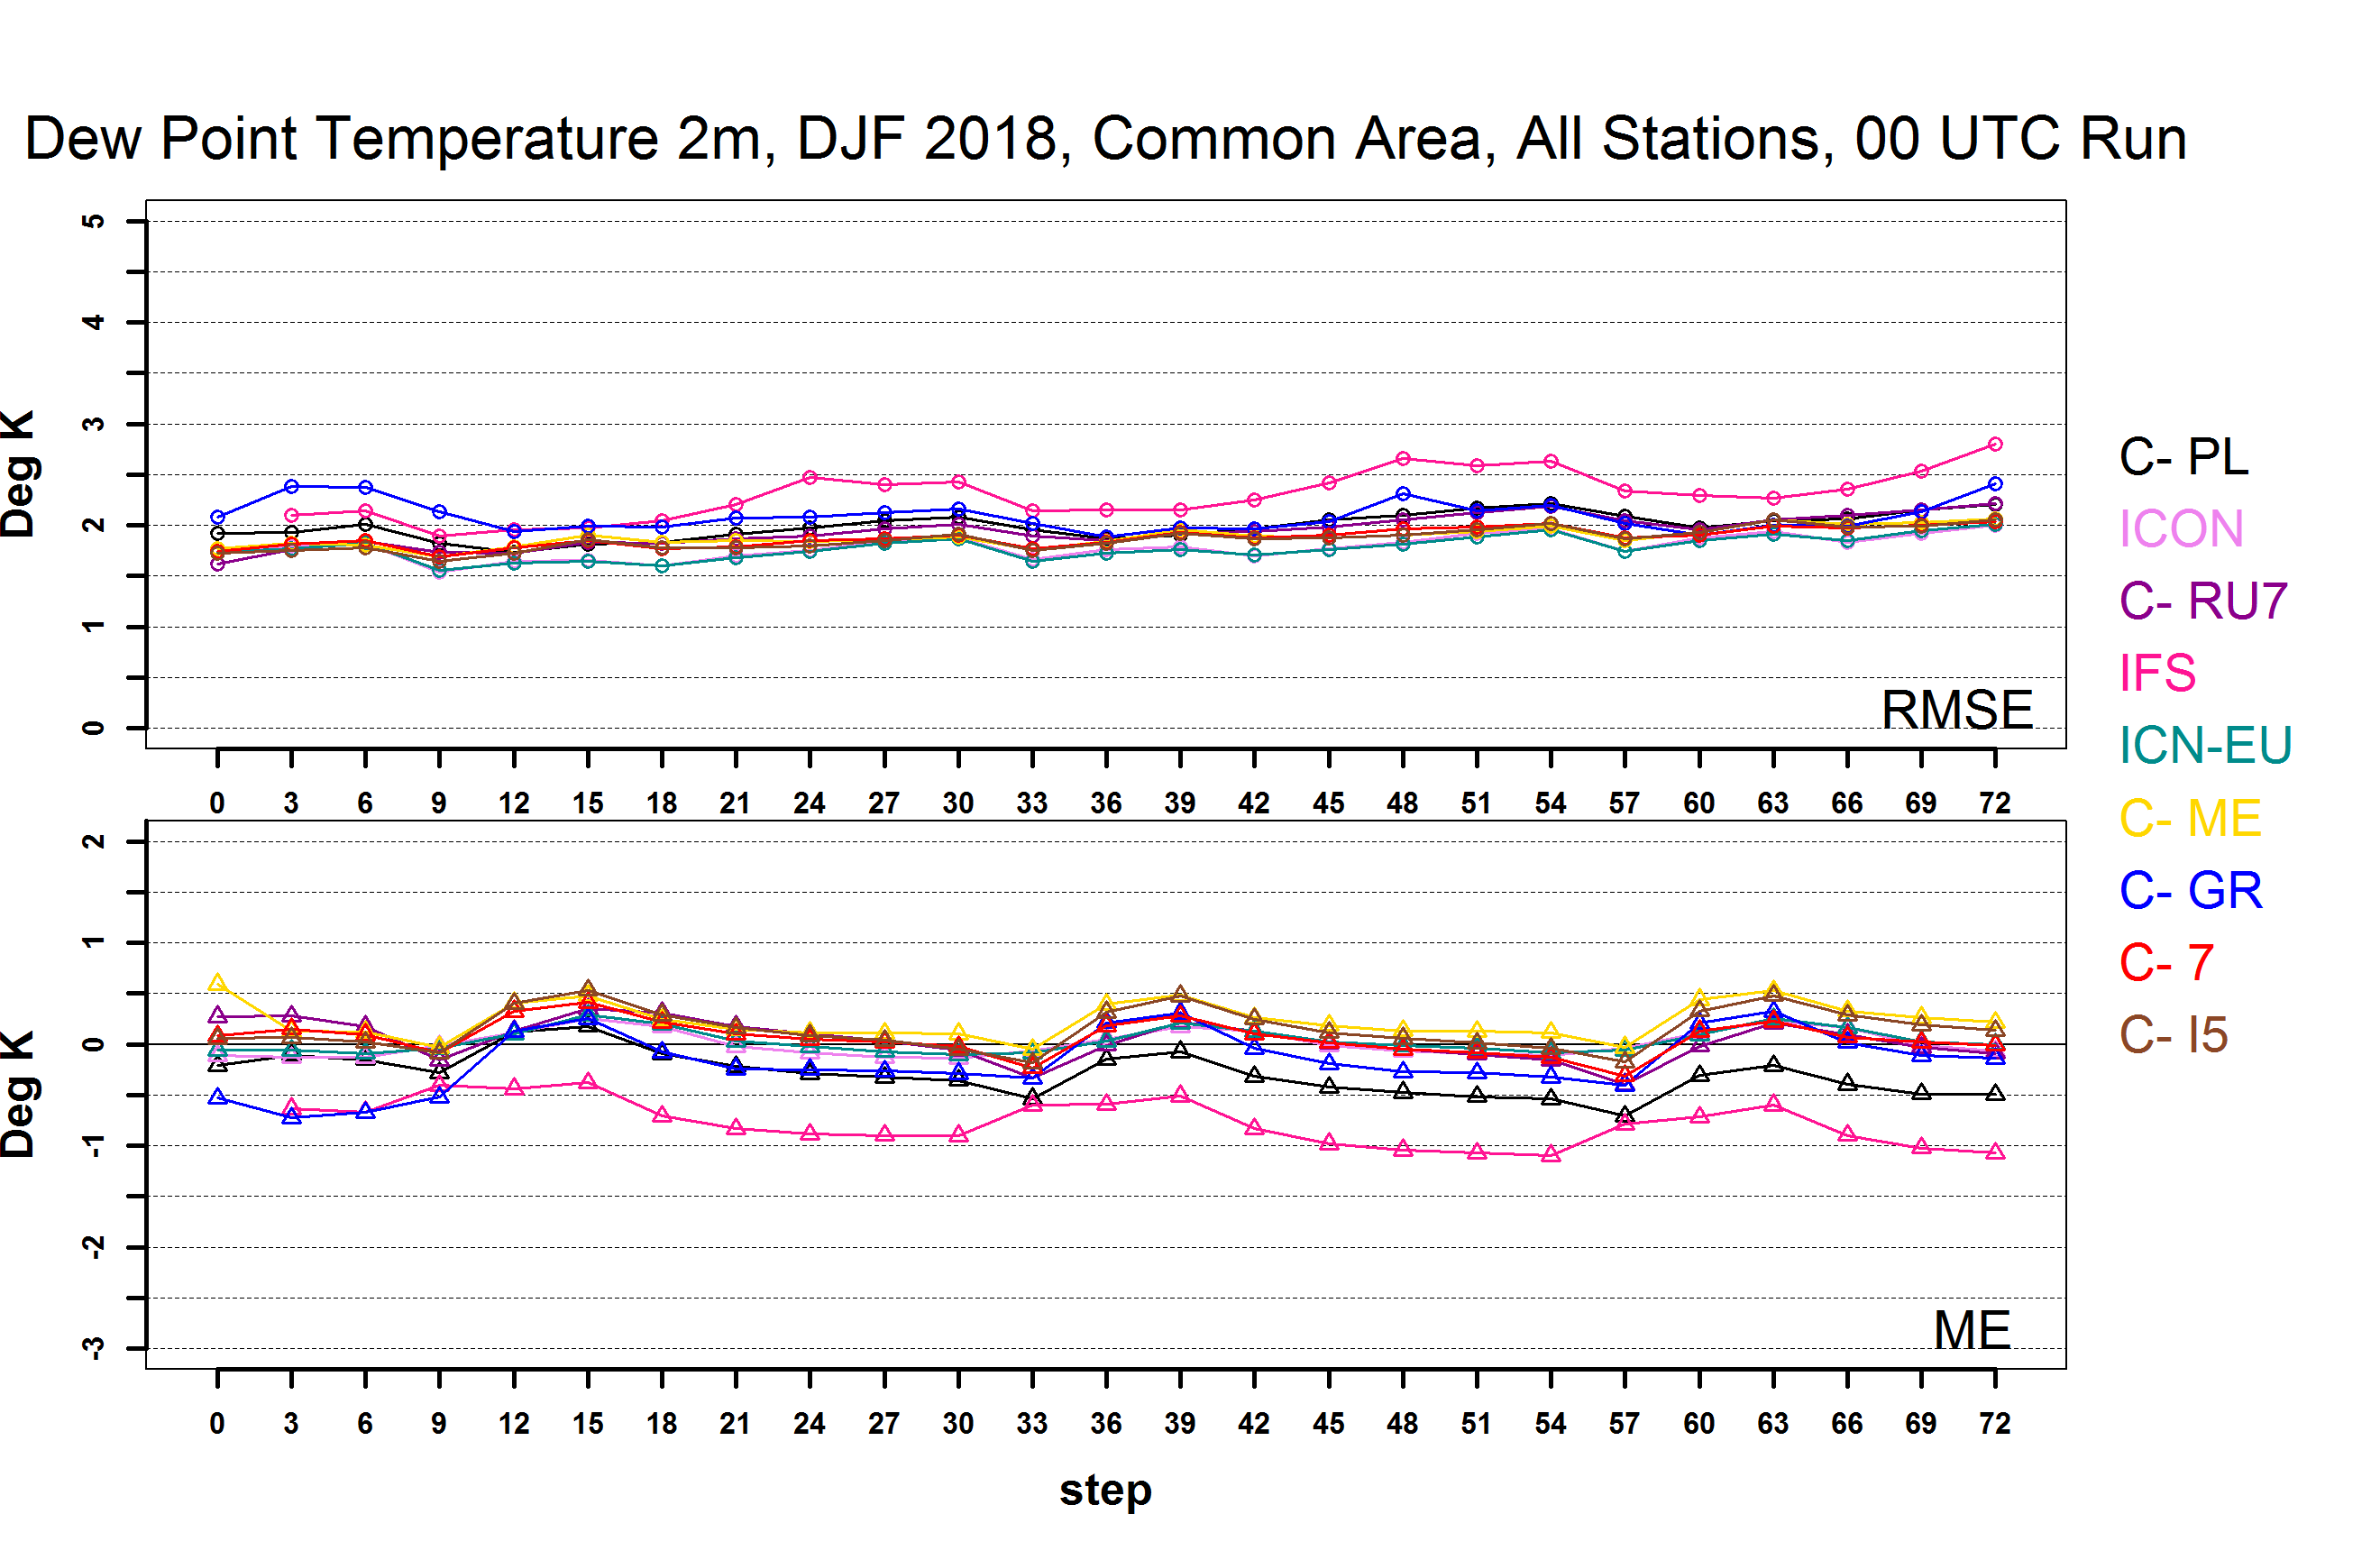 Dew Point Temperature 2m, DJF 2018, Common Area, All Stations, 00 UTC Run
5
4
3
2
1
0
Deg K
RMSE
0 3 6 9 12 15 18 21 24 27 30 33 36 39 42 45 48 51 54 57 60 63 66 69 72
2
1
0
-1
-2
-3
Deg K
ME
0 3 6 9 12 15 18 21 24 27 30 33 36 39 42 45 48 51 54 57 60 63 66 69 72
step
C- PL
ICON
C- RU7
IFS
ICN-EU
C- ME
C- GR
C- 7
C- I5